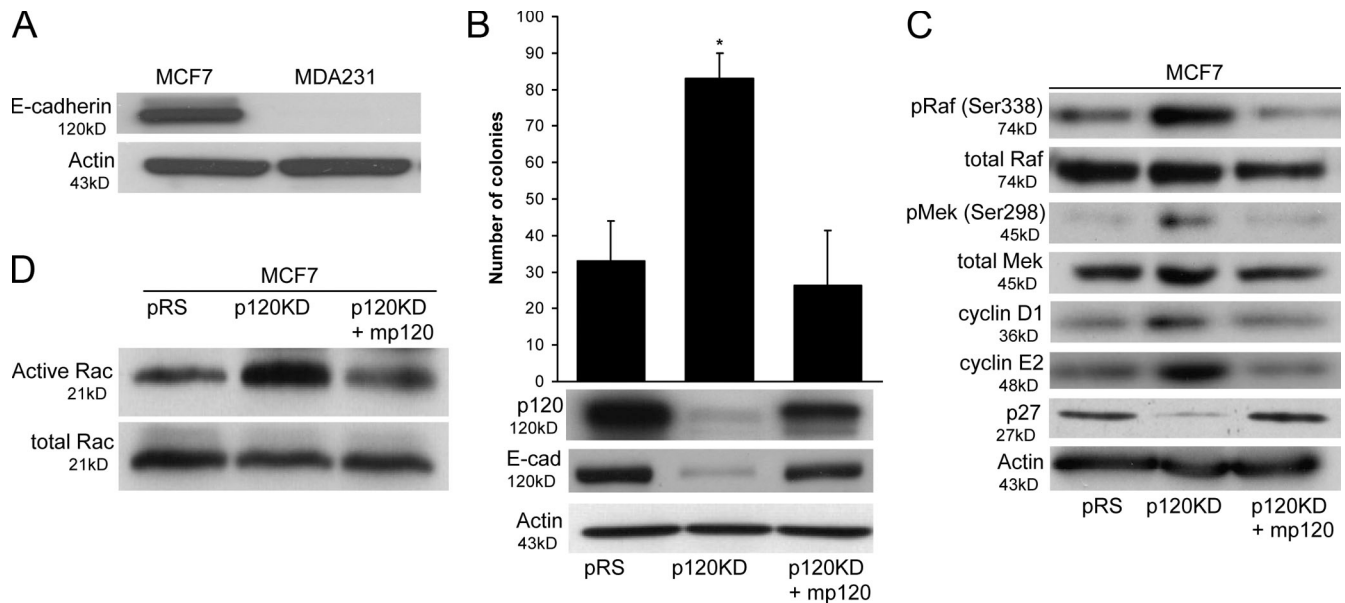 A
MCF7 MDA231
E-cadherin
120kD
Actin
43kD
B
100
90
80
70
60
50
40
30
20
10
0
Number of colonies
*
p120
120kD
E-cad
120kD
Actin
43kD
pRS p120KD p120KD
+ mp120
C
MCF7
pRaf (Ser338)
74kD
total Raf
74kD
pMek (Ser298)
45kD
total Mek
45kD
cyclin D1
36kD
cyclin E2
48kD
p27
27kD
Actin
43kD
pRS p120KD p120KD
+ mp120
D
MCF7
pRS p120KD p120KD
+ mp120
Active Rac
21kD
total Rac
21kD